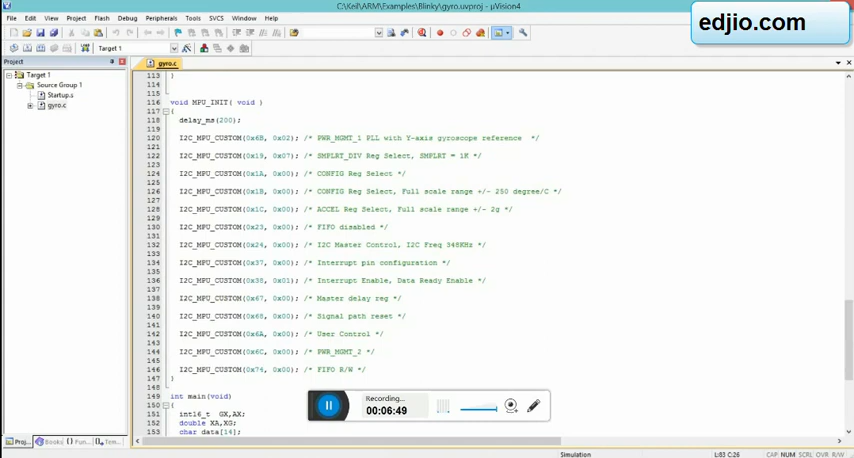 C:\Keil\ARM\Examples\Blinky\gyro.uvproj - µVision4
edjio.com
File Edit View Project Flash Debug Peripherals Tools SVCS Window Help
Target 1
Project
gyro.c
Target 1
Source Group 1
Startup.s
gyro.c
113 }
114
115
116 void MPU_INIT( void )
117 {
118 delay_ms(200);
119
120 I2C_MPU_CUSTOM(0x6B, 0x02); /* PWR_MGMT_1 PLL with Y-axis gyroscope reference */
121
122 I2C_MPU_CUSTOM(0x19, 0x07); /* SMPLRT_DIV Reg Select, SMPLRT = 1K */
123
124 I2C_MPU_CUSTOM(0x1A, 0x00); /* CONFIG Reg Select */
125
126 I2C_MPU_CUSTOM(0x1B, 0x00); /* CONFIG Reg Select, Full scale range +/- 250 degree/C */
127
128 I2C_MPU_CUSTOM(0x1C, 0x00); /* ACCEL Reg Select, Full scale range +/- 2g */
129
130 I2C_MPU_CUSTOM(0x23, 0x00); /* FIFO disabled */
131
132 I2C_MPU_CUSTOM(0x24, 0x00); /* I2C Master Control, I2C Freq 348KHz */
133
134 I2C_MPU_CUSTOM(0x37, 0x00); /* Interrupt pin configuration */
135
136 I2C_MPU_CUSTOM(0x38, 0x01); /* Interrupt Enable, Data Ready Enable */
137
138 I2C_MPU_CUSTOM(0x67, 0x00); /* Master delay reg */
139
140 I2C_MPU_CUSTOM(0x68, 0x00); /* Signal path reset */
141
142 I2C_MPU_CUSTOM(0x6A, 0x00); /* User Control */
143
144 I2C_MPU_CUSTOM(0x6C, 0x00); /* PWR_MGMT_2 */
145
146 I2C_MPU_CUSTOM(0x74, 0x00); /* FIFO R/W */
147 }
148
149 int main(void)
150 {
151 int16_t GX,AX;
152 double XA,XG;
153 char data[14];
Recording...
00:06:49
Proj... Books {} Fun... Tem...
Simulation L:83 C:26 CAP NUM SCRL OVR R/W